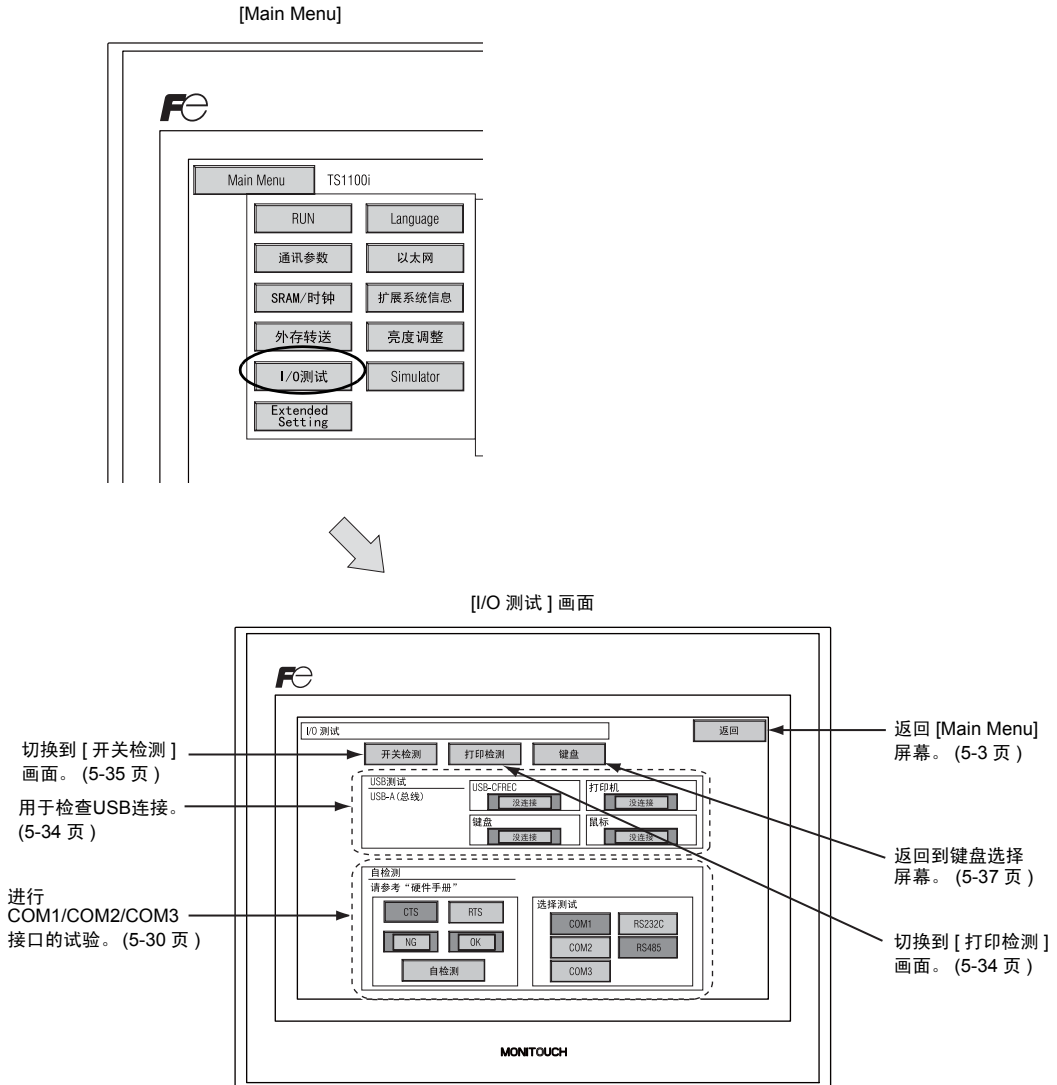 [Main Menu]
Fe
Main Menu TS1100i
RUN Language
通讯参数 以太网
SRAM/时钟 扩展系统信息
外存转送 亮度调整
I/O测试 Simulator
Extended
Setting
[I/O 测试 ] 画面
Fe
I/O 测试 返回
开关检测 打印检测 键盘
USB测试
USB-A(总线)
USB-CFREC
没连接
打印机
没连接
键盘
没连接
鼠标
没连接
自检测
请参考“硬件手册”
CTS RTS
NG OK
自检测
选择测试
COM1 RS232C
COM2 RS485
COM3
MONITOUCH
切换到 [ 开关检测 ]
画面。 (5-35 页 )
用于检查USB连接。
(5-34 页 )
进行
COM1/COM2/COM3
接口的试验。 (5-30 页 )
返回 [Main Menu]
屏幕。 (5-3 页 )
返回到键盘选择
屏幕。 (5-37 页 )
切换到 [ 打印检测 ]
画面。 (5-34 页 )